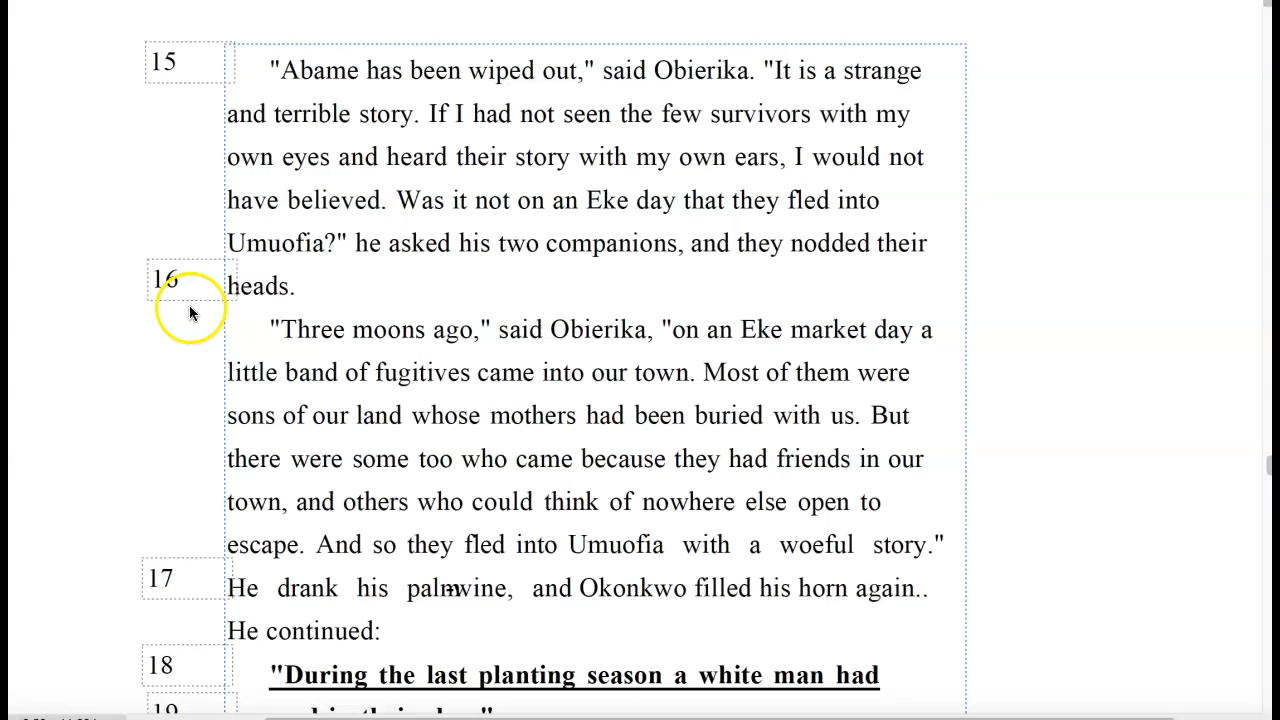 15
"Abame has been wiped out," said Obierika. "It is a strange
and terrible story. If I had not seen the few survivors with my
own eyes and heard their story with my own ears, I would not
have believed. Was it not on an Eke day that they fled into
Umuofia?" he asked his two companions, and they nodded their
16
heads.
"Three moons ago," said Obierika, "on an Eke market day a
little band of fugitives came into our town. Most of them were
sons of our land whose mothers had been buried with us. But
there were some too who came because they had friends in our
town, and others who could think of nowhere else open to
escape. And so they fled into Umuofia with a woeful story."
17
He drank his palm-wine, and Okonkwo filled his horn again..
He continued:
18
"During the last planting season a white man had
19